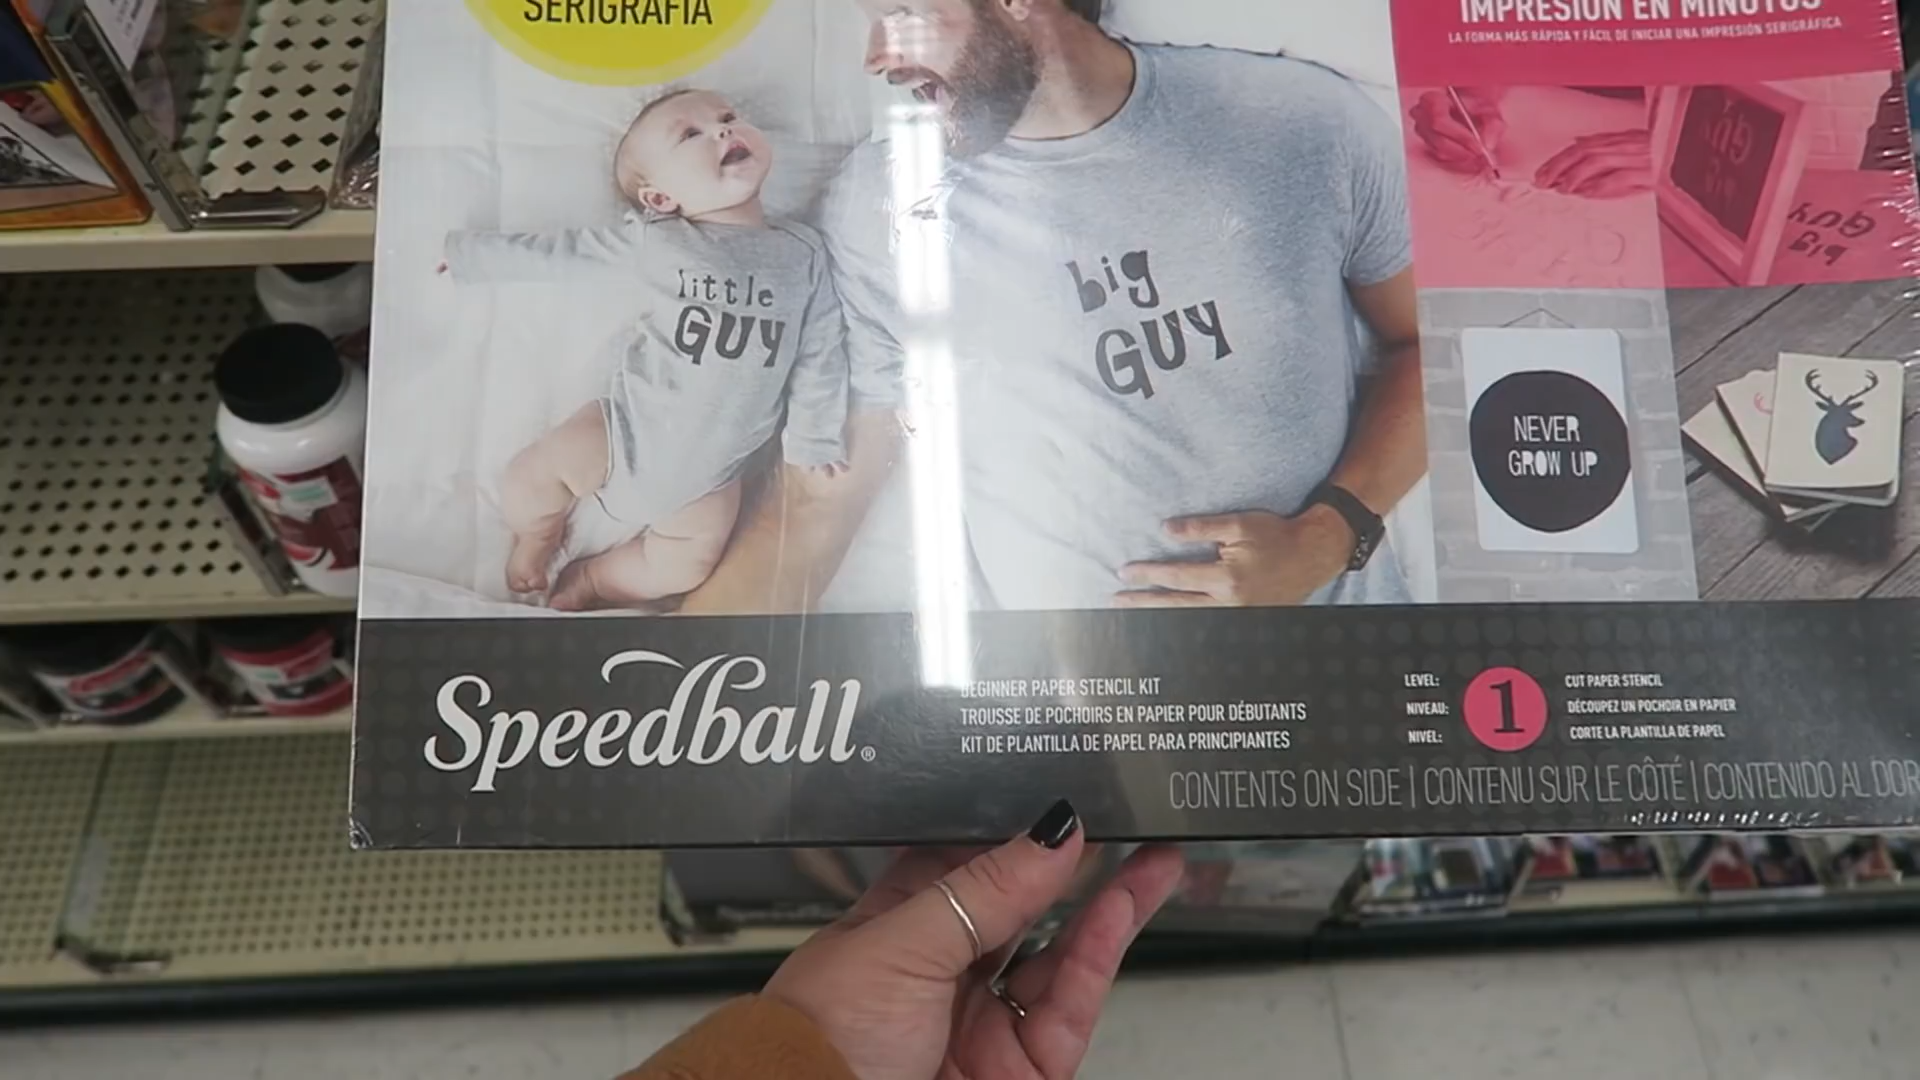 SERIGRAFÍA
IMPRESIÓN EN MINUTOS
LA FORMA MÁS RÁPIDA Y FÁCIL DE INICIAR UNA IMPRESIÓN SERIGRÁFICA
little
GUY
big
GUY
big
GUY
NEVER
GROW UP
Speedball®
BEGINNER PAPER STENCIL KIT
TROUSSE DE POCHOIRS EN PAPIER POUR DÉBUTANTS
KIT DE PLANTILLA DE PAPEL PARA PRINCIPIANTES
LEVEL:
NIVEAU:
NIVEL:
1
CUT PAPER STENCIL
DÉCOUPEZ UN POCHOIR EN PAPIER
CORTE LA PLANTILLA DE PAPEL
CONTENTS ON SIDE | CONTENU SUR LE CÔTÉ | CONTENIDO AL DOR